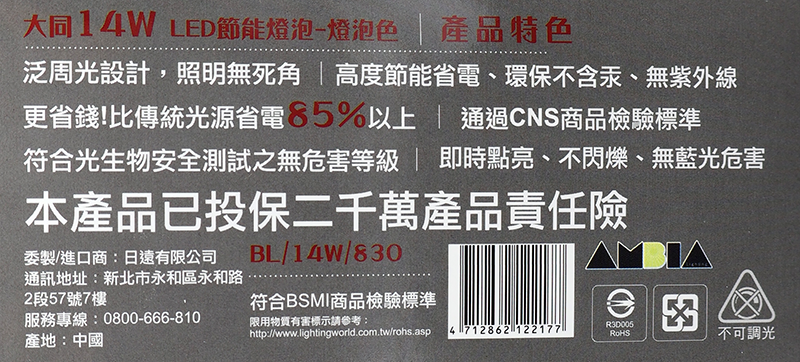 大同14W LED節能燈泡-燈泡色 | 產品特色
泛周光設計，照明無死角 | 高度節能省電、環保不含汞、無紫外線
更省錢!比傳統光源省電85%以上 | 通過CNS商品檢驗標準
符合光生物安全測試之無危害等級 | 即時點亮、不閃爍、無藍光危害
本產品已投保二千萬產品責任險
委製/進口商：日遠有限公司
通訊地址：新北市永和區永和路
2段57號7樓
服務專線：0800-666-810
產地：中國
BL/14W/830
符合BSMI商品檢驗標準
限用物質有害標示請參考：
http://www.lightingworld.com.tw/rohs.asp
4 712862 122177
AMBIA
R3D005
RoHS
不可調光